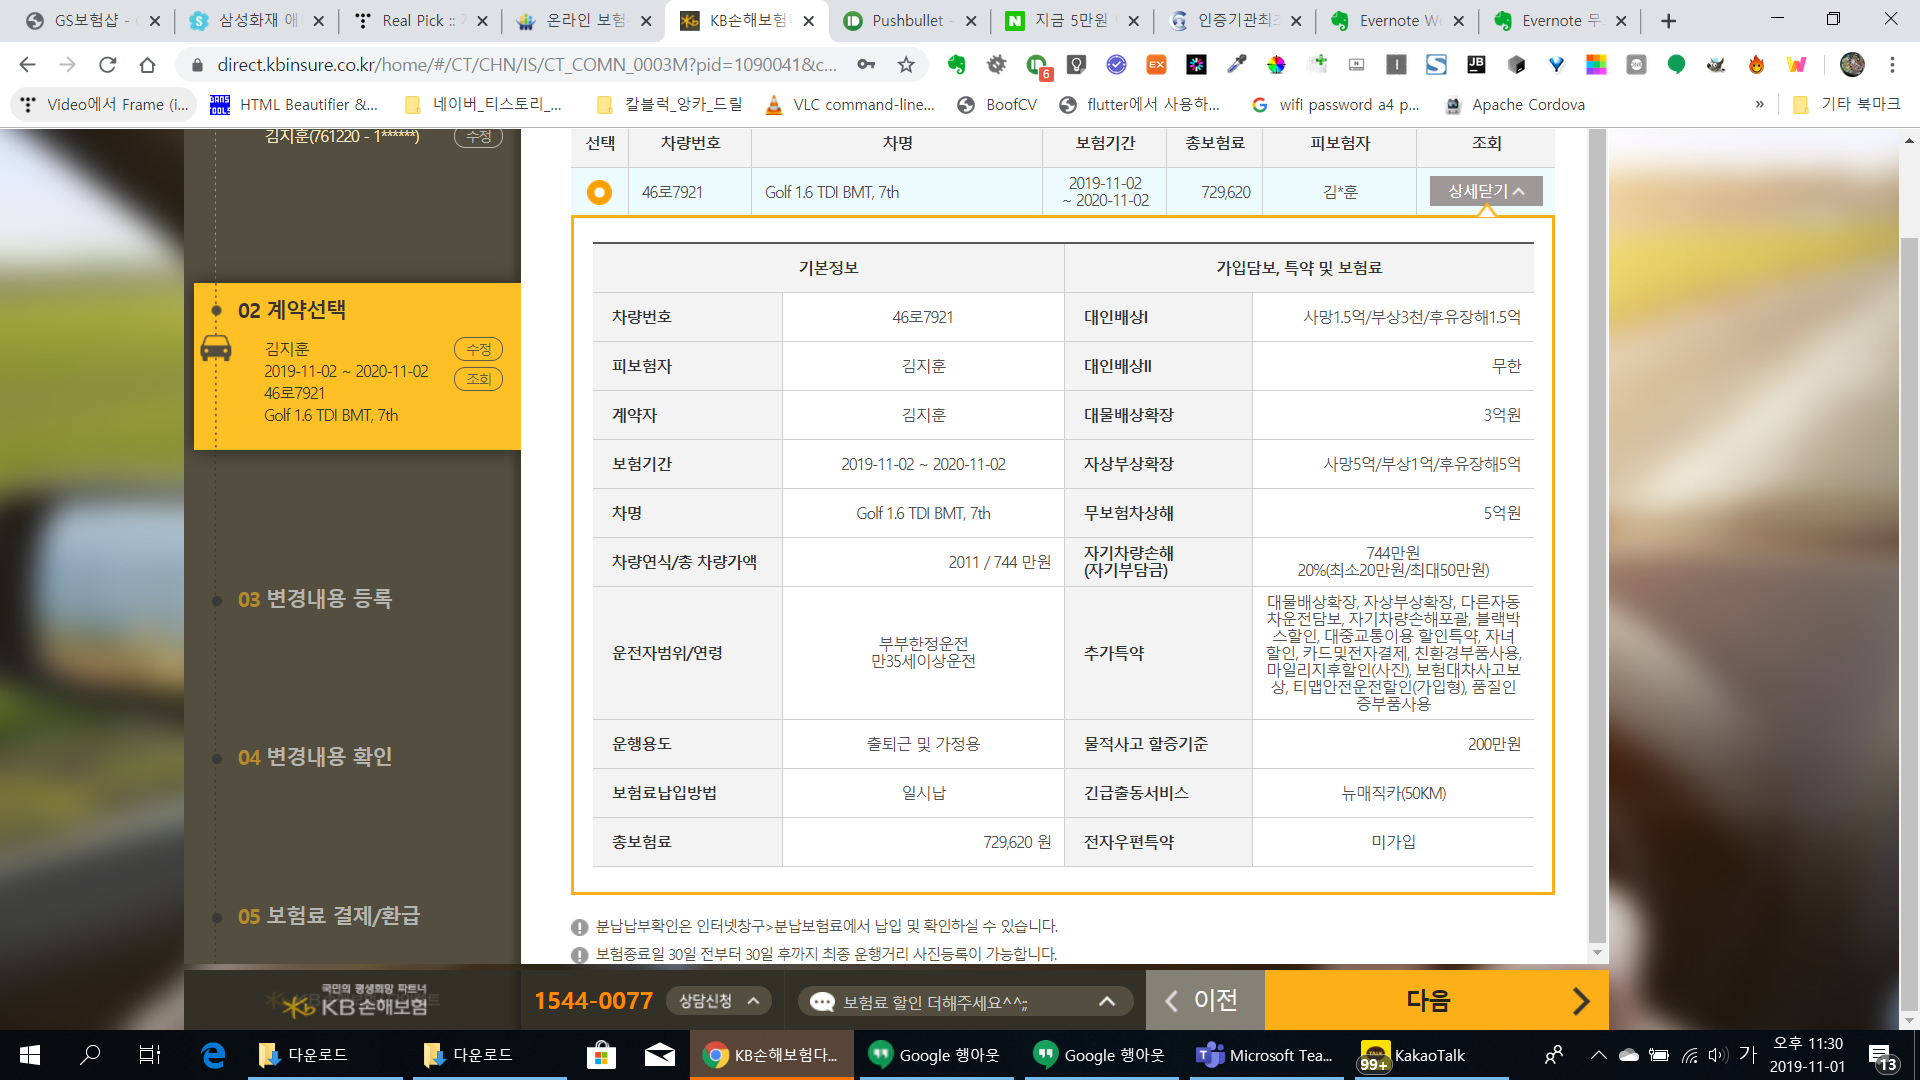 GS보험샵 - 
삼성화재 애
Real Pick ::
온라인 보험
KB손해보험
Pushbullet -
지금 5만원
인증기관최
Evernote W
Evernote 무
direct.kbinsure.co.kr/home/#/CT/CHN/IS/CT_COMN_0003M?pid=1090041&c...
6
Video에서 Frame (i...
HTML Beautifier &...
네이버_티스토리_...
칼블럭_앙카_드릴
VLC command-line...
BoofCV
flutter에서 사용하...
wifi password a4 p...
Apache Cordova
»
기타 북마크
김지훈(761220 - 1******)
수정
02 계약선택
김지훈
수정
2019-11-02 ~ 2020-11-02
조회
46로7921
Golf 1.6 TDI BMT, 7th
03 변경내용 등록
04 변경내용 확인
05 보험료 결제/환급
선택 차량번호 차명 보험기간 총보험료 피보험자 조회
46로7921 Golf 1.6 TDI BMT, 7th 2019-11-02
~ 2020-11-02
729,620 김*훈 상세닫기
기본정보 가입담보, 특약 및 보험료
차량번호 46로7921 대인배상I 사망1.5억/부상3천/후유장해1.5억
피보험자 김지훈 대인배상II 무한
계약자 김지훈 대물배상확장 3억원
보험기간 2019-11-02 ~ 2020-11-02 자상부상확장 사망5억/부상1억/후유장해5억
차명 Golf 1.6 TDI BMT, 7th 무보험차상해 5억원
차량연식/총 차량가액 2011 / 744 만원
자기차량손해
(자기부담금)
744만원
20%(최소20만원/최대50만원)
운전자범위/연령
부부한정운전
만35세이상운전
추가특약
대물배상확장, 자상부상확장, 다른자동
차운전담보, 자기차량손해포괄, 블랙박
스할인, 대중교통이용 할인특약, 자녀
할인, 카드및전자결제, 친환경부품사용,
마일리지후할인(사진), 보험대차사고보
상, 티맵안전운전할인(가입형), 품질인
증부품사용
운행용도 출퇴근 및 가정용 물적사고 할증기준 200만원
보험료납입방법 일시납 긴급출동서비스 뉴매직카(50KM)
총보험료 729,620 원 전자우편특약 미가입
분납납부확인은 인터넷창구>분납보험료에서 납입 및 확인하실 수 있습니다.
보험종료일 30일 전부터 30일 후까지 최종 운행거리 사진등록이 가능합니다.
국민의 평생희망 파트너
KB손해보험
1544-0077
상담신청
보험료 할인 더해주세요^^;;
이전
다음
다운로드
다운로드
KB손해보험다...
Google 행아웃
Google 행아웃
Microsoft Tea...
99+
KakaoTalk
가
오후 11:30
2019-11-01
13